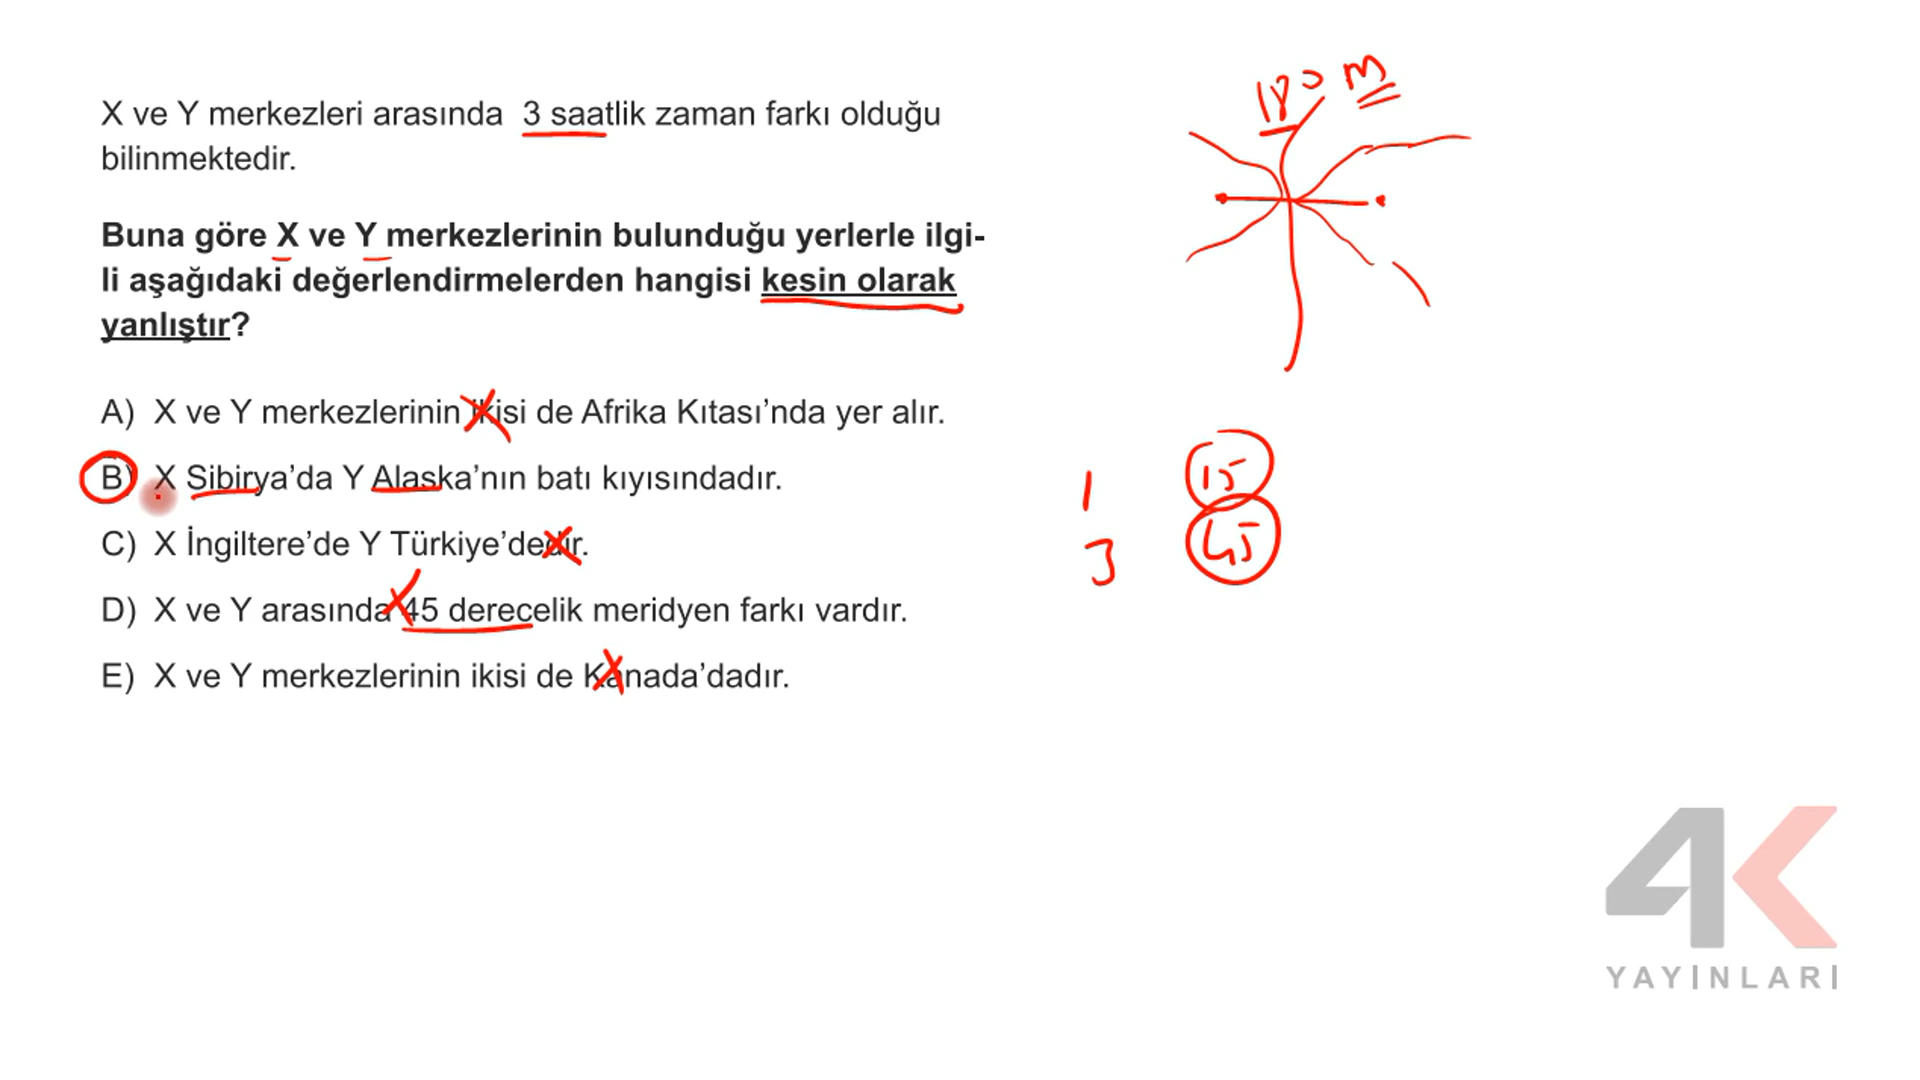 X ve Y merkezleri arasında 3 saatlik zaman farkı olduğu
bilinmektedir.
Buna göre X ve Y merkezlerinin bulunduğu yerlerle ilgi-
li aşağıdaki değerlendirmelerden hangisi kesin olarak
yanlıştır?
A) X ve Y merkezlerinin ikisi de Afrika Kıtası’nda yer alır.
B) X Sibirya’da Y Alaska’nın batı kıyısındadır.
C) X İngiltere’de Y Türkiye’dedir.
D) X ve Y arasında 45 derecelik meridyen farkı vardır.
E) X ve Y merkezlerinin ikisi de Kanada’dadır.
180 m
1 15
3 45
4K
YAYINLARI